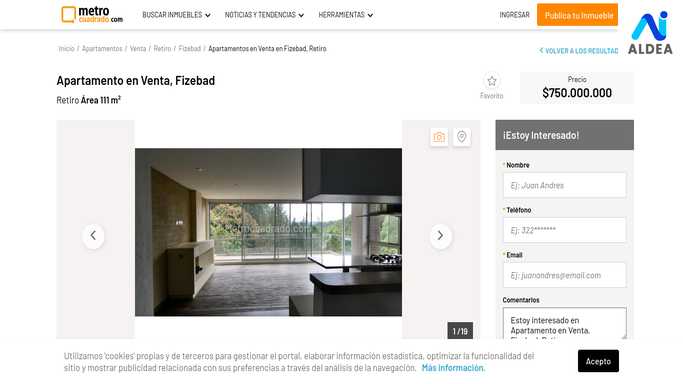 metro
cuadrado.com
BUSCAR INMUEBLES
NOTICIAS Y TENDENCIAS
HERRAMIENTAS
INGRESAR
Publica tu Inmueble
ALDEA
Inicio / Apartamentos / Venta / Retiro / Fizebad / Apartamentos en Venta en Fizebad, Retiro
VOLVER A LOS RESULTAD
Apartamento en Venta, Fizebad
Retiro Área 111 m²
Favorito
Precio
$750.000.000
¡Estoy Interesado!
* Nombre
Ej: Juan Andres
* Teléfono
Ej: 322*******
* Email
Ej: juanandres@email.com
Comentarios
Estoy interesado en
Apartamento en Venta,
metrocuadrado.com
1 / 19
Utilizamos 'cookies' propias y de terceros para gestionar el portal, elaborar información estadística, optimizar la funcionalidad del
sitio y mostrar publicidad relacionada con sus preferencias a través del análisis de la navegación. Más información.
Acepto